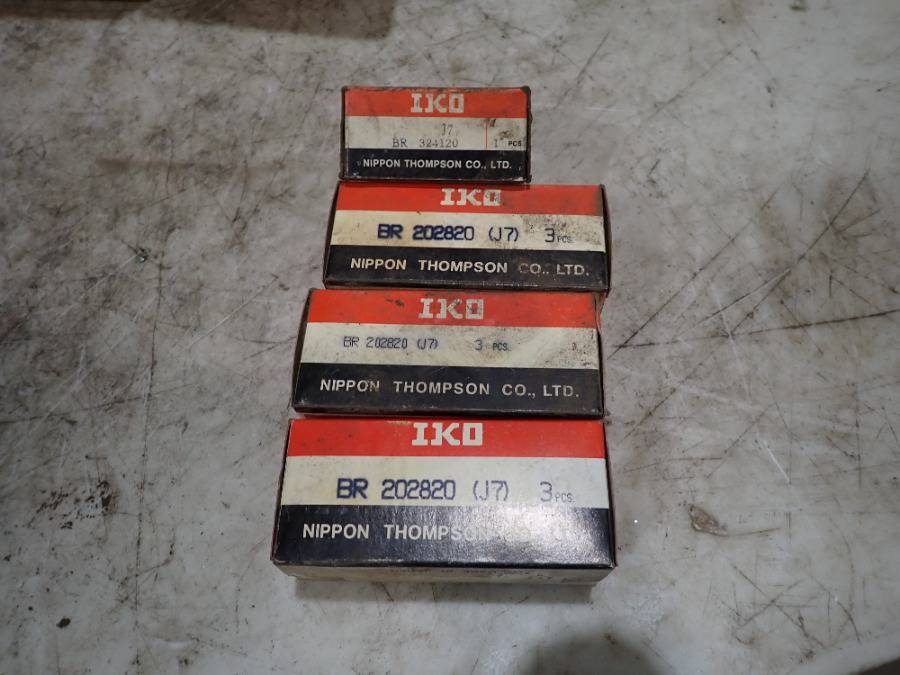 IKO
J7
BR 324120 1 PCS
NIPPON THOMPSON CO., LTD.
IKO
BR 202820 (J7) 3 PCS
NIPPON THOMPSON CO., LTD.
IKO
BR 202820 (J7) 3 PCS.
NIPPON THOMPSON CO., LTD.
IKO
BR 202820 (J7) 3 PCS
NIPPON THOMPSON